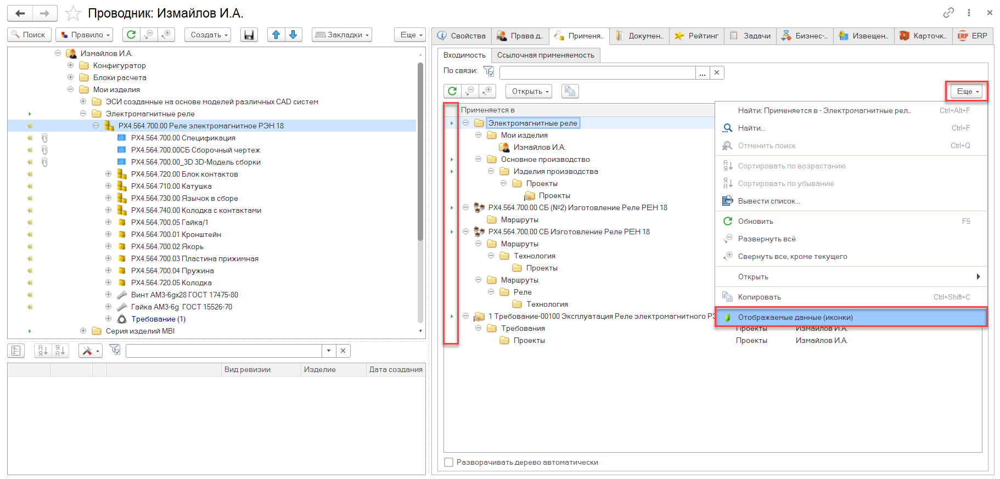 Проводник: Измайлов И.А.
Поиск
Правило
Создать
Закладки
Еще
Измайлов И.А.
Конфигуратор
Блоки расчета
Мои изделия
ЭСИ созданные на основе моделей различных CAD систем
Электромагнитные реле
РХ4.564.700.00 Реле электромагнитное РЭН 18
РХ4.564.700.00 Спецификация
РХ4.564.700.00СБ Сборочный чертеж
РХ4.564.700.00_3D 3D-Модель сборки
РХ4.564.720.00 Блок контактов
РХ4.564.710.00 Катушка
РХ4.564.730.00 Язычок в сборе
РХ4.564.740.00 Колодка с контактами
РХ4.564.700.05 Гайка/1
РХ4.564.700.01 Кронштейн
РХ4.564.700.02 Якорь
РХ4.564.700.03 Пластина прижимная
РХ4.564.700.04 Пружина
РХ4.564.720.05 Колодка
Винт АМ3-6gx28 ГОСТ 17475-80
Гайка АМ3-6g ГОСТ 15526-70
Требование (1)
Серия изделий MBI
Вид ревизии Изделие Дата создания
Свойства
Права д..
Применя..
Докумен..
Рейтинг
Задачи
Бизнес-..
Извещен..
Карточк..
ERP ERP
Входимость
Ссылочная применяемость
По связи:
...
Открыть
Еще
Применяется в
Электромагнитные реле
Мои изделия
Измайлов И.А.
Основное производство
Изделия производства
Проекты
Проекты
РХ4.564.700.00 СБ (№2) Изготовление Реле РЕН 18
Маршруты
РХ4.564.700.00 СБ Изготовление Реле РЕН 18
Маршруты
Технология
Проекты
Маршруты
Реле
Технология
1 Требование-00100 Эксплуатация Реле электромагнитного РЭ
Требования
Проекты Измайлов И.А.
Проекты
Проекты Измайлов И.А.
Найти: Применяется в - Электромагнитные рел.. Ctrl+Alt+F
Найти... Ctrl+F
Отменить поиск Ctrl+Q
Сортировать по возрастанию
Сортировать по убыванию
Вывести список...
Обновить F5
Развернуть всё
Свернуть все, кроме текущего
Открыть
Копировать Ctrl+Shift+C
Отображаемые данные (иконки)
Разворачивать дерево автоматически